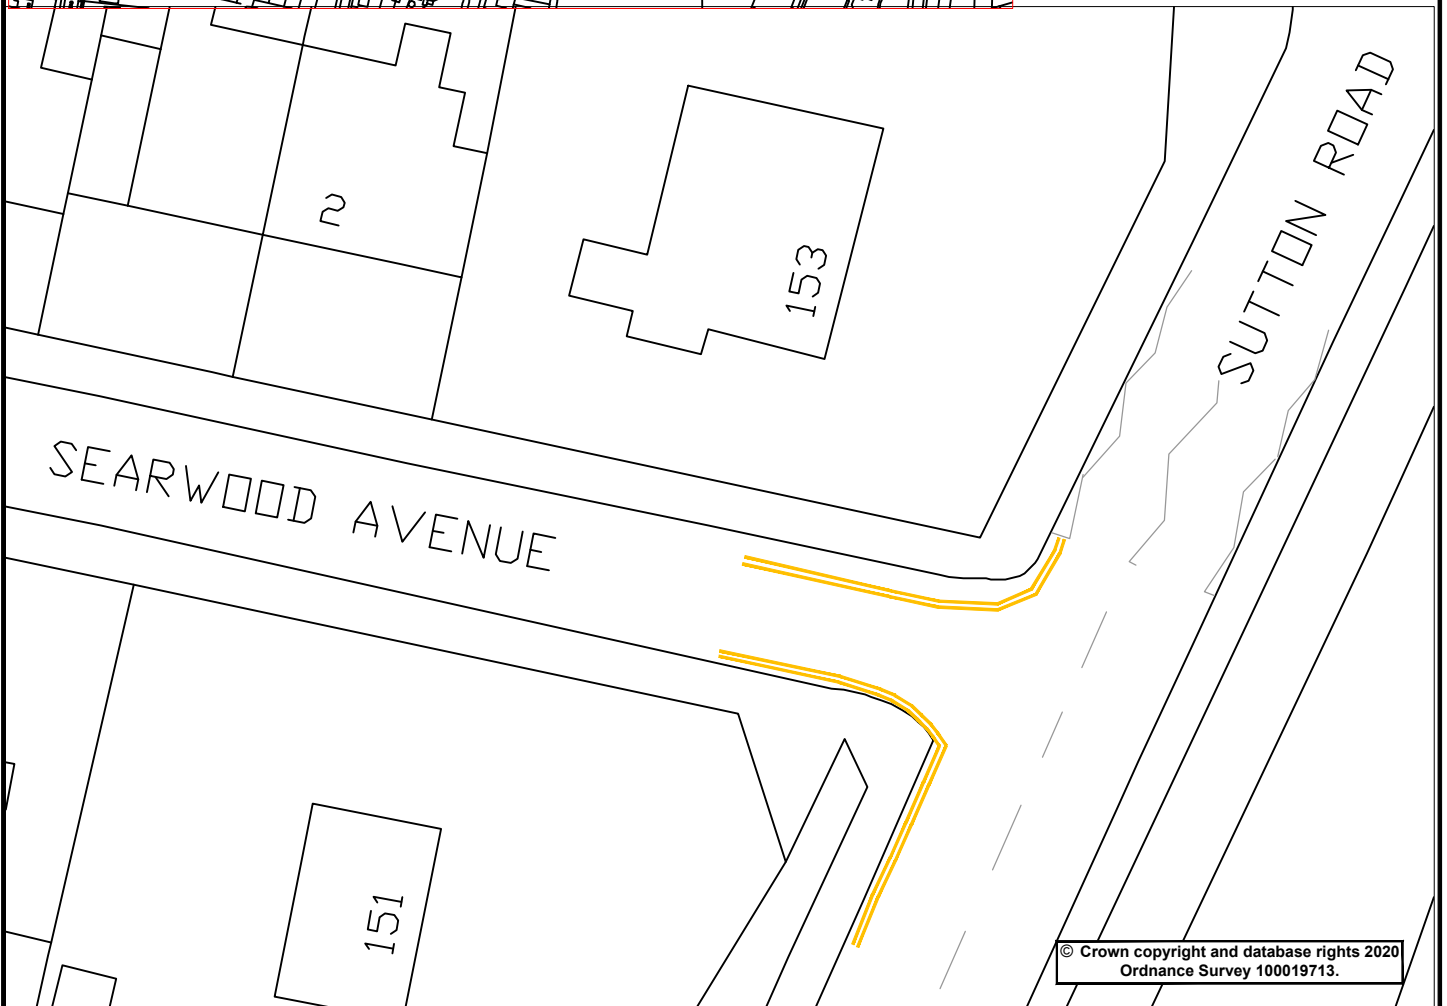 SUTTON ROAD
2
153
SEARWOOD AVENUE
151
© Crown copyright and database rights 2020
Ordnance Survey 100019713.